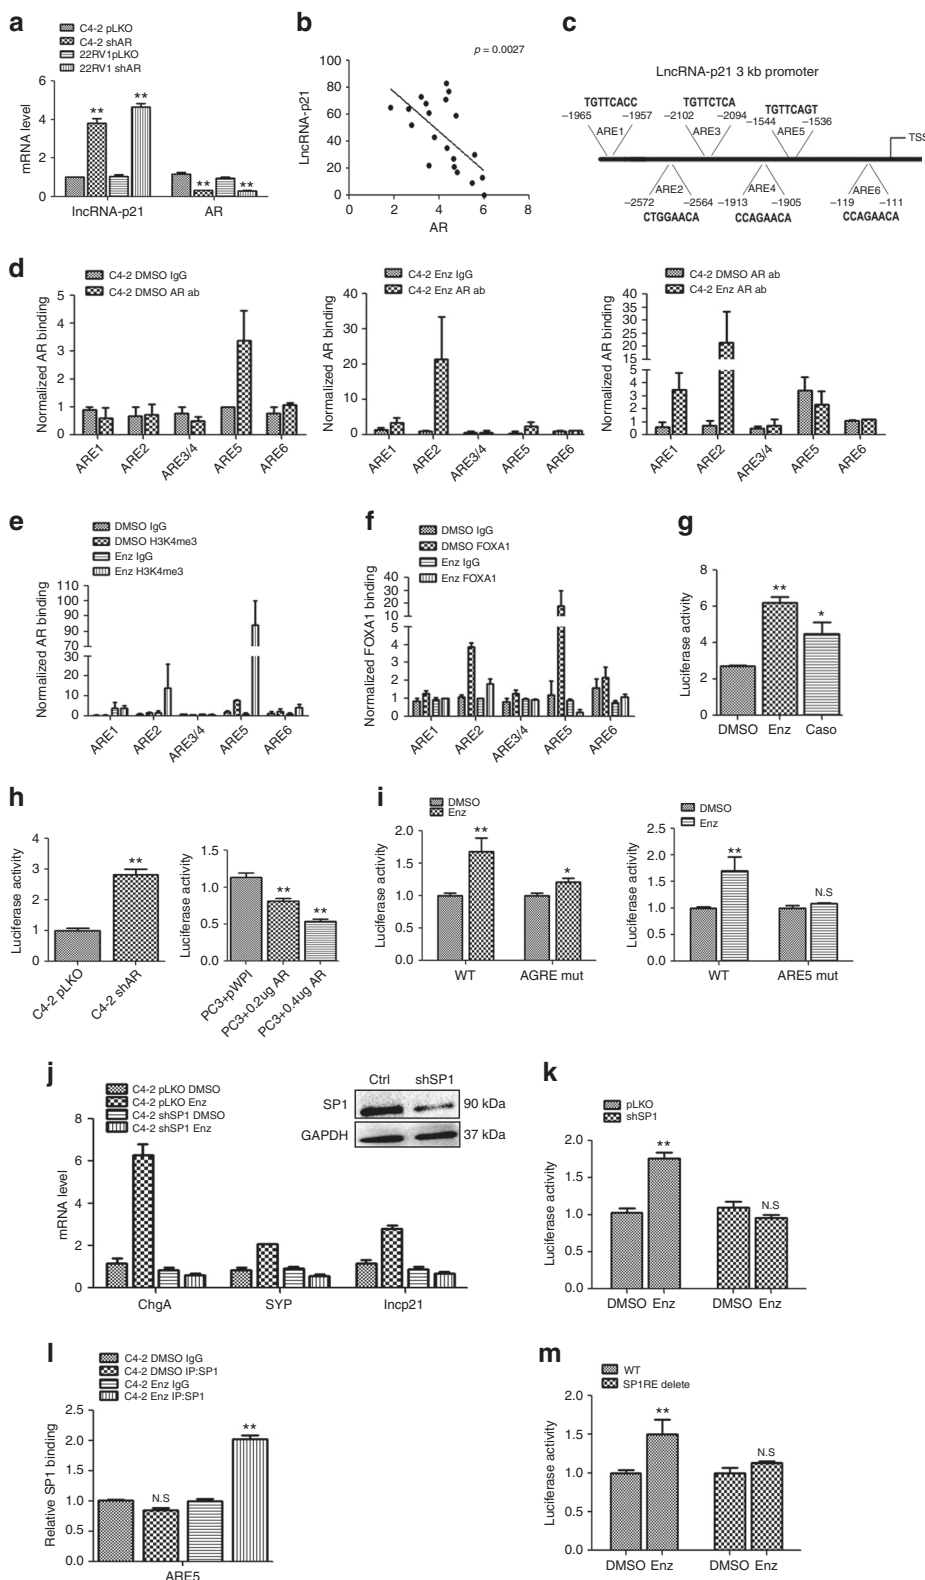 a
C4-2 pLKO
C4-2 shAR
22RV1pLKO
22RV1 shAR
mRNA level
6
4
2
0
**
**
**
**
lncRNA-p21
AR
b
p = 0.0027
LncRNA-p21
100
80
60
40
20
0
0
2
4
6
8
AR
c
LncRNA-p21 3 kb promoter
TGTTCACC
TGTTCTCA
TGTTCAGT
−1965
−1957
−2102
−2094
−1544
−1536
ARE1
ARE3
ARE5
TSS
ARE2
ARE4
ARE6
−2572
−2564
−1913
−1905
−119
−111
CTGGAACA
CCAGAACA
CCAGAACA
d
C4-2 DMSO IgG
C4-2 DMSO AR ab
Normalized AR binding
5
4
3
2
1
0
ARE1
ARE2
ARE3/4
ARE5
ARE6
C4-2 Enz IgG
C4-2 Enz AR ab
Normalized AR binding
40
30
20
10
0
ARE1
ARE2
ARE3/4
ARE5
ARE6
C4-2 DMSO AR ab
C4-2 Enz AR ab
Normalized AR binding
40
35
30
25
20
15
5
4
3
2
1
0
ARE1
ARE2
ARE3/4
ARE5
ARE6
e
DMSO IgG
DMSO H3K4me3
Enz IgG
Enz H3K4me3
Normalized AR binding
110
100
90
80
70
30
20
10
0
ARE1
ARE2
ARE3/4
ARE5
ARE6
f
DMSO IgG
DMSO FOXA1
Enz IgG
Enz FOXA1
Normalized FOXA1 binding
40
30
20
10
5
4
3
2
1
0
ARE1
ARE2
ARE3/4
ARE5
ARE6
g
Luciferase activity
8
6
4
2
0
**
*
DMSO
Enz
Caso
h
Luciferase activity
4
3
2
1
0
**
C4-2 pLKO
C4-2 shAR
Luciferase activity
1.5
1.0
0.5
0.0
**
**
PC3+pWPI
PC3+0.2ug AR
PC3+0.4ug AR
i
DMSO
Enz
Luciferase activity
2.0
1.5
1.0
0.5
0.0
**
*
WT
AGRE mut
DMSO
Enz
Luciferase activity
2.5
2.0
1.5
1.0
0.5
0.0
**
N.S
WT
ARE5 mut
j
C4-2 pLKO DMSO
C4-2 pLKO Enz
C4-2 shSP1 DMSO
C4-2 shSP1 Enz
mRNA level
8
6
4
2
0
ChgA
SYP
lncp21
Ctrl
shSP1
SP1
90 kDa
GAPDH
37 kDa
k
pLKO
shSP1
Luciferase activity
2.0
1.5
1.0
0.5
0.0
**
N.S
DMSO Enz
DMSO Enz
l
C4-2 DMSO IgG
C4-2 DMSO IP:SP1
C4-2 Enz IgG
C4-2 Enz IP:SP1
Relative SP1 binding
2.5
2.0
1.5
1.0
0.5
0.0
N.S
**
ARE5
m
WT
SP1RE delete
Luciferase activity
2.0
1.5
1.0
0.5
0.0
**
N.S
DMSO Enz
DMSO Enz